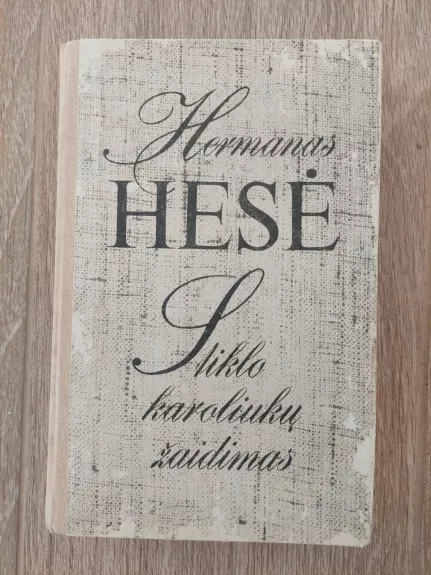 Hermanas
HESĖ
Stiklo
karoliukų
žaidimas